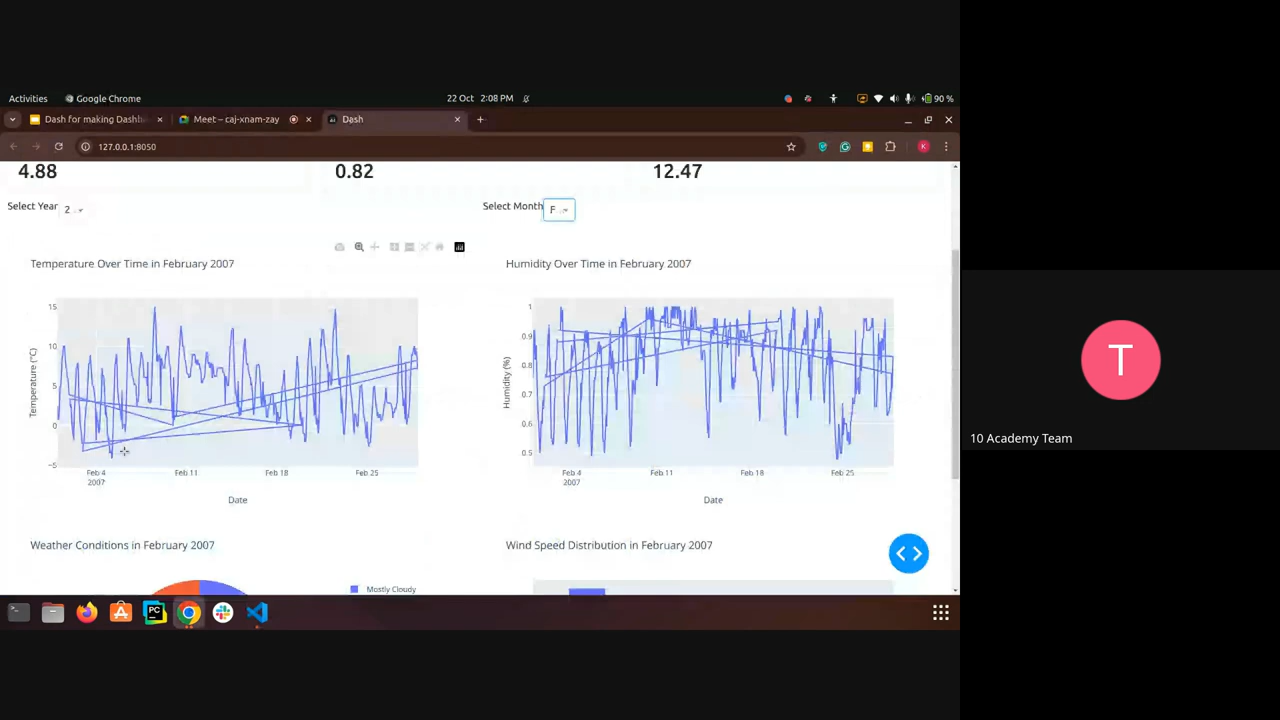 Activities
Google Chrome
22 Oct 2:08 PM
90 %
Dash for making Dashb
Meet – caj-xnam-zay
Dash
127.0.0.1:8050
K
4.88
0.82
12.47
Select Year
2
Select Month
F
Temperature Over Time in February 2007
Humidity Over Time in February 2007
15
10
5
0
−5
Temperature (°C)
Feb 4
2007
Feb 11
Feb 18
Feb 25
Date
1
0.9
0.8
0.7
0.6
0.5
Humidity (%)
Feb 4
2007
Feb 11
Feb 18
Feb 25
Date
Weather Conditions in February 2007
Wind Speed Distribution in February 2007
Mostly Cloudy
PC
T
10 Academy Team